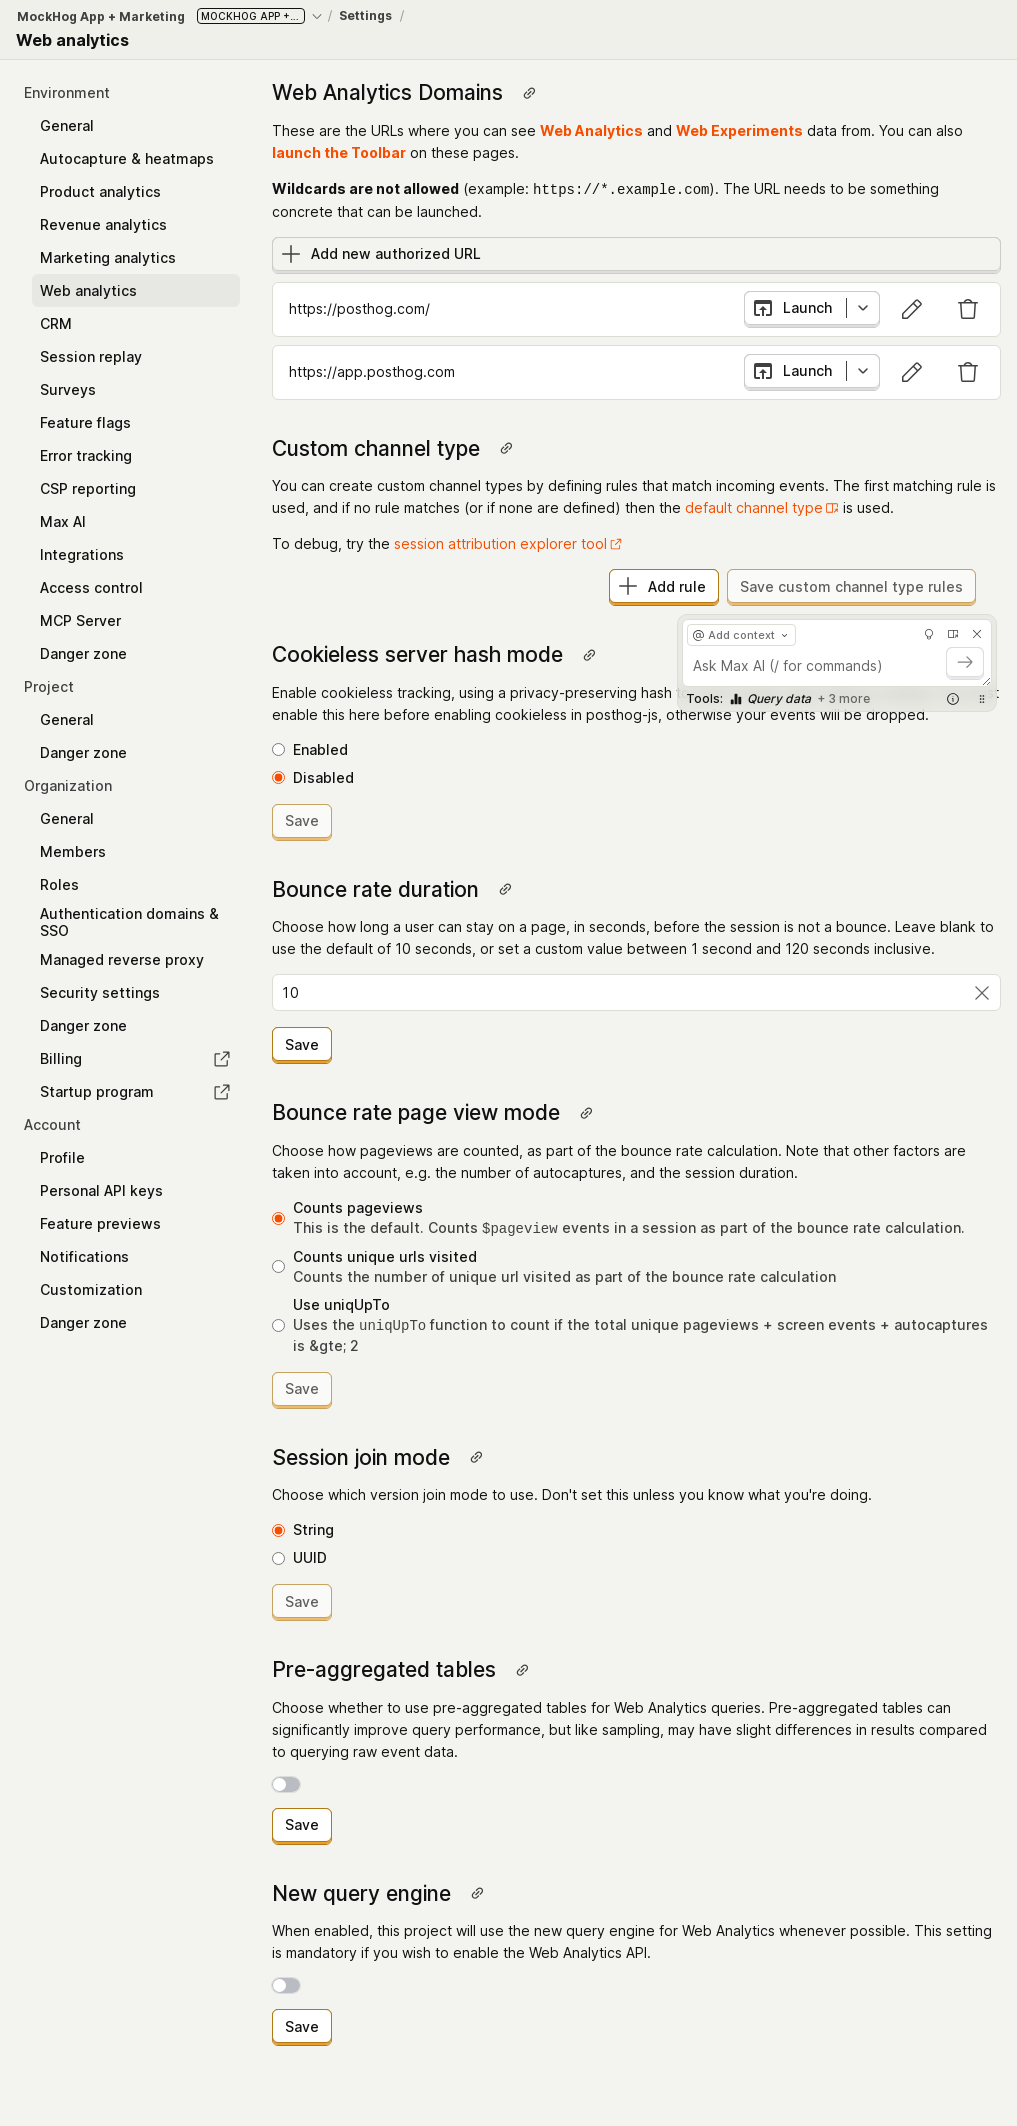 MockHog App + Marketing MOCKHOG APP +... / Settings /
Web analytics
Environment
General
Autocapture & heatmaps
Product analytics
Revenue analytics
Marketing analytics
Web analytics
CRM
Session replay
Surveys
Feature flags
Error tracking
CSP reporting
Max AI
Integrations
Access control
MCP Server
Danger zone
Project
General
Danger zone
Organization
General
Members
Roles
Authentication domains &
SSO
Managed reverse proxy
Security settings
Danger zone
Billing
Startup program
Account
Profile
Personal API keys
Feature previews
Notifications
Customization
Danger zone
Web Analytics Domains
These are the URLs where you can see Web Analytics and Web Experiments data from. You can also
launch the Toolbar on these pages.
Wildcards are not allowed (example: https://*.example.com). The URL needs to be something
concrete that can be launched.
Add new authorized URL
https://posthog.com/ Launch
https://app.posthog.com Launch
Custom channel type
You can create custom channel types by defining rules that match incoming events. The first matching rule is
used, and if no rule matches (or if none are defined) then the default channel type is used.
To debug, try the session attribution explorer tool
Add rule Save custom channel type rules
@ Add context
Ask Max AI (/ for commands)
Tools: Query data + 3 more
Cookieless server hash mode
Enable cookieless tracking, using a privacy-preserving hash
enable this here before enabling cookieless in posthog-js, otherwise your events will be dropped.
Enabled
Disabled
Save
Bounce rate duration
Choose how long a user can stay on a page, in seconds, before the session is not a bounce. Leave blank to
use the default of 10 seconds, or set a custom value between 1 second and 120 seconds inclusive.
10
Save
Bounce rate page view mode
Choose how pageviews are counted, as part of the bounce rate calculation. Note that other factors are
taken into account, e.g. the number of autocaptures, and the session duration.
Counts pageviews
This is the default. Counts $pageview events in a session as part of the bounce rate calculation.
Counts unique urls visited
Counts the number of unique url visited as part of the bounce rate calculation
Use uniqUpTo
Uses the uniqUpTo function to count if the total unique pageviews + screen events + autocaptures
is &gte; 2
Save
Session join mode
Choose which version join mode to use. Don't set this unless you know what you're doing.
String
UUID
Save
Pre-aggregated tables
Choose whether to use pre-aggregated tables for Web Analytics queries. Pre-aggregated tables can
significantly improve query performance, but like sampling, may have slight differences in results compared
to querying raw event data.
Save
New query engine
When enabled, this project will use the new query engine for Web Analytics whenever possible. This setting
is mandatory if you wish to enable the Web Analytics API.
Save